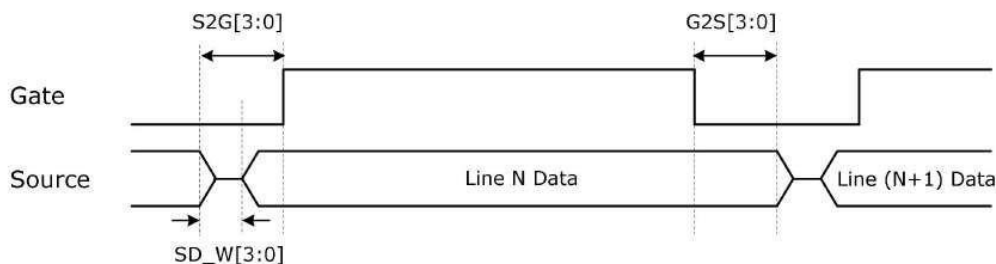 S2G[3:0] G2S[3:0]
Gate
Source
Line N Data Line (N+1) Data
SD_W[3:0]